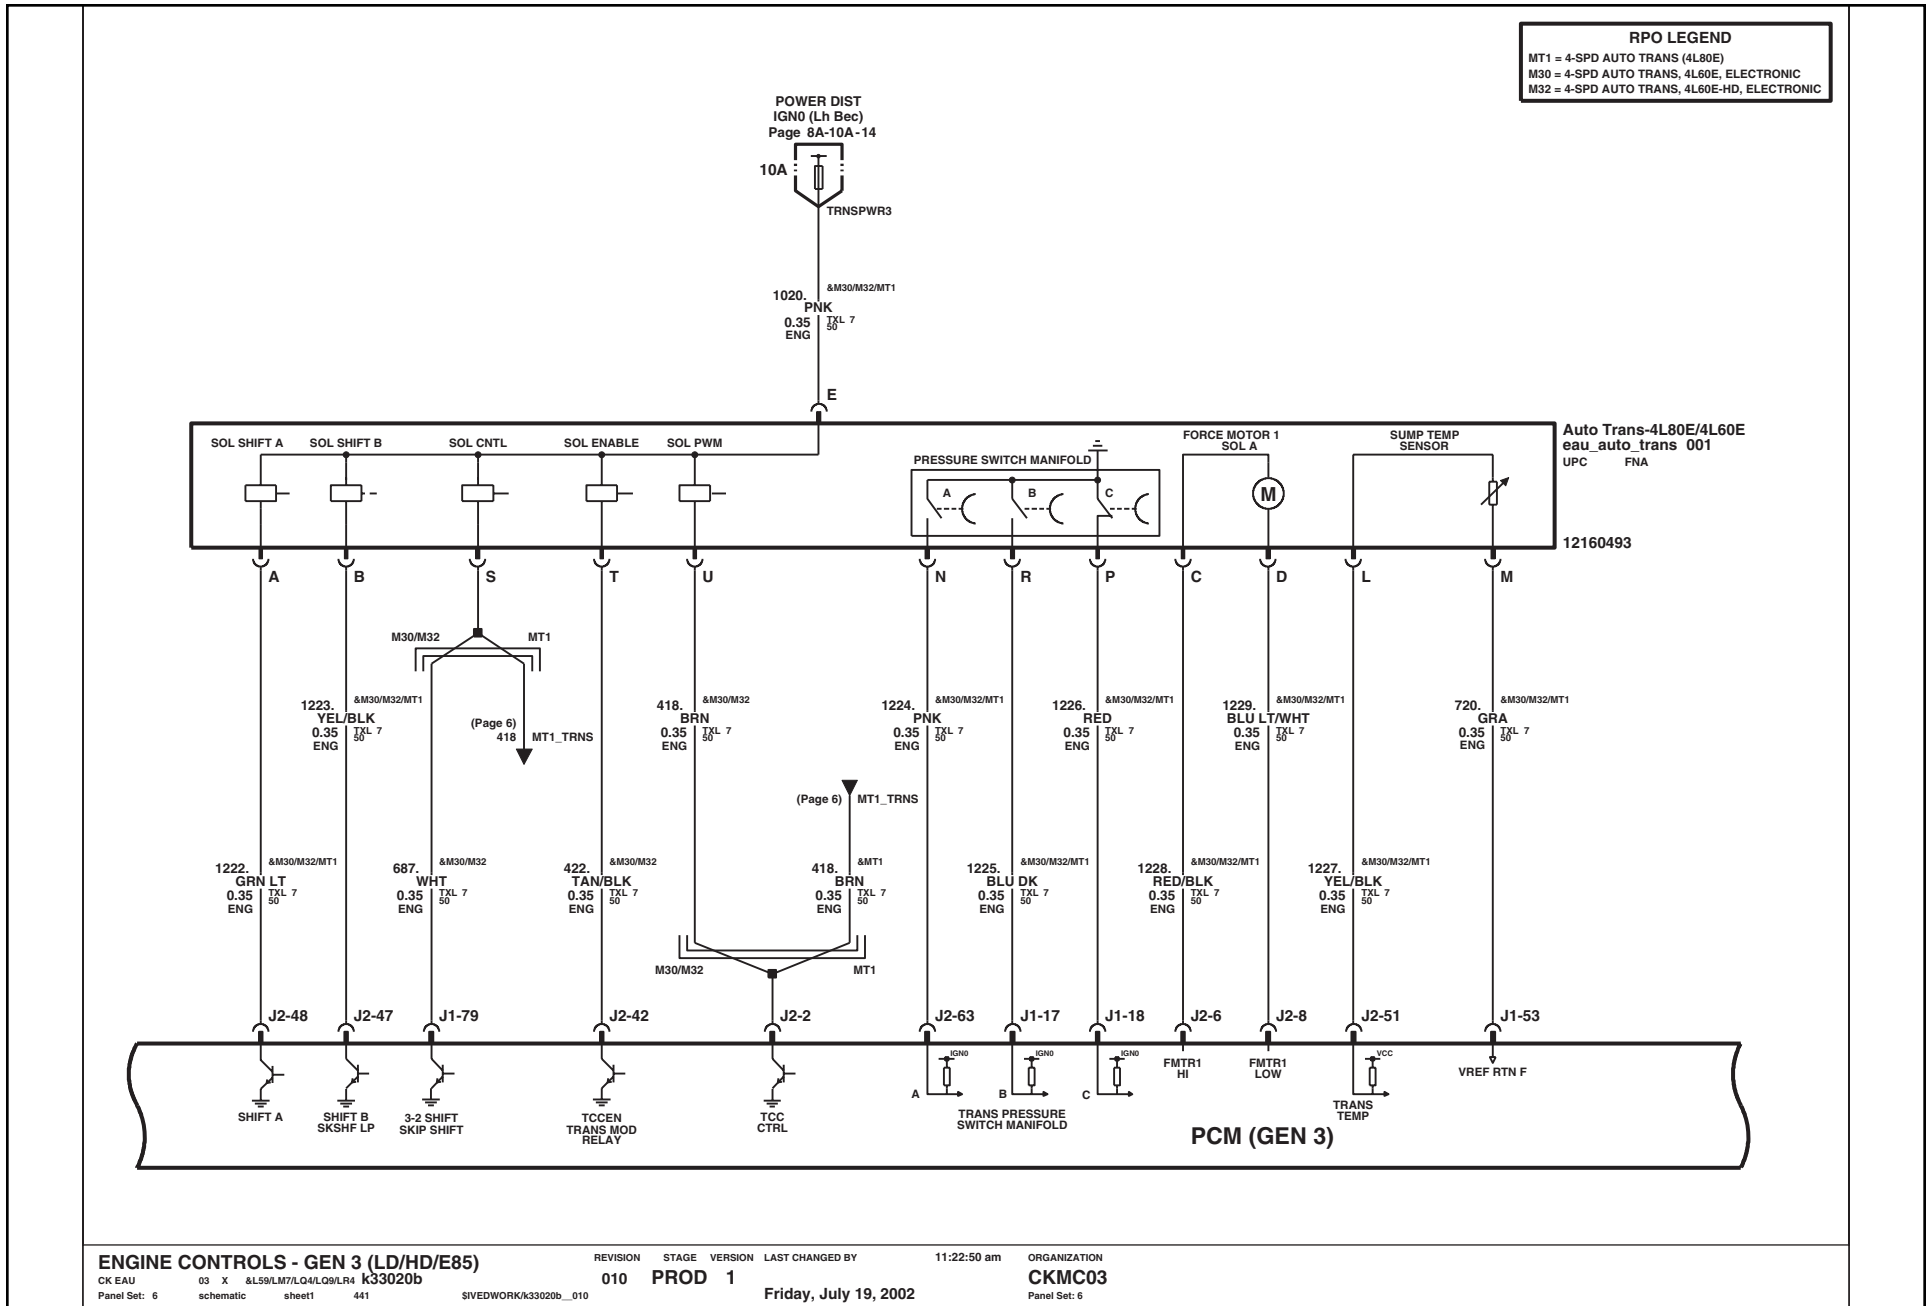 RPO LEGEND
MT1 = 4-SPD AUTO TRANS (4L80E)
M30 = 4-SPD AUTO TRANS, 4L60E, ELECTRONIC
M32 = 4-SPD AUTO TRANS, 4L60E-HD, ELECTRONIC
POWER DIST
IGN0 (Lh Bec)
Page 8A-10A-14
10A
TRNSPWR3
1020. &M30/M32/MT1
PNK
0.35 TXL 7
ENG 50
E
SOL SHIFT A SOL SHIFT B SOL CNTL SOL ENABLE SOL PWM
PRESSURE SWITCH MANIFOLD
A B C
FORCE MOTOR 1
SOL A
M
SUMP TEMP
SENSOR
Auto Trans-4L80E/4L60E
eau_auto_trans 001
UPC FNA
12160493
A B S T U N R P C D L M
M30/M32 MT1
(Page 6)
418 MT1_TRNS
1223. &M30/M32/MT1
YEL/BLK
0.35 TXL 7
ENG 50
418. &M30/M32
BRN
0.35 TXL 7
ENG 50
1224. &M30/M32/MT1
PNK
0.35 TXL 7
ENG 50
1226. &M30/M32/MT1
RED
0.35 TXL 7
ENG 50
1229. &M30/M32/MT1
BLU LT/WHT
0.35 TXL 7
ENG 50
720. &M30/M32/MT1
GRA
0.35 TXL 7
ENG 50
(Page 6) MT1_TRNS
1222. &M30/M32/MT1
GRN LT
0.35 TXL 7
ENG 50
687. &M30/M32
WHT
0.35 TXL 7
ENG 50
422. &M30/M32
TAN/BLK
0.35 TXL 7
ENG 50
418. &MT1
BRN
0.35 TXL 7
ENG 50
1225. &M30/M32/MT1
BLU DK
0.35 TXL 7
ENG 50
1228. &M30/M32/MT1
RED/BLK
0.35 TXL 7
ENG 50
1227. &M30/M32/MT1
YEL/BLK
0.35 TXL 7
ENG 50
M30/M32 MT1
J2-48 J2-47 J1-79 J2-42 J2-2 J2-63 J1-17 J1-18 J2-6 J2-8 J2-51 J1-53
SHIFT A
SHIFT B
SKSHF LP
3-2 SHIFT
SKIP SHIFT
TCCEN
TRANS MOD
RELAY
TCC
CTRL
IGN0 IGN0 IGN0
A B C
TRANS PRESSURE
SWITCH MANIFOLD
FMTR1
HI
FMTR1
LOW
VCC
TRANS
TEMP
VREF RTN F
PCM (GEN 3)
ENGINE CONTROLS - GEN 3 (LD/HD/E85)
CK EAU 03 X &L59/LM7/LQ4/LQ9/LR4 k33020b
Panel Set: 6 schematic sheet1 441 $IVEDWORK/k33020b__010
REVISION STAGE VERSION LAST CHANGED BY 11:22:50 am ORGANIZATION
010 PROD 1 CKMC03
Friday, July 19, 2002 Panel Set: 6